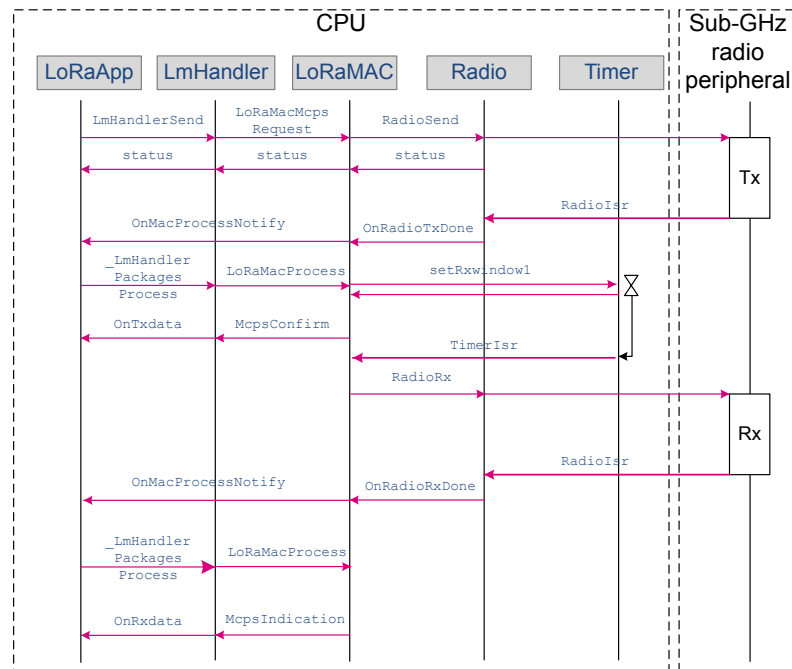 CPU
Sub-GHz
radio
peripheral
LoRaApp
LmHandler
LoRaMAC
Radio
Timer
LmHandlerSend
LoRaMacMcps
Request
RadioSend
status
status
status
Tx
RadioIsr
OnMacProcessNotify
OnRadioTxDone
_LmHandler
Packages
Process
LoRaMacProcess
setRxwindow1
OnTxdata
McpsConfirm
TimerIsr
RadioRx
Rx
RadioIsr
OnMacProcessNotify
OnRadioRxDone
_LmHandler
Packages
Process
LoRaMacProcess
OnRxdata
McpsIndication